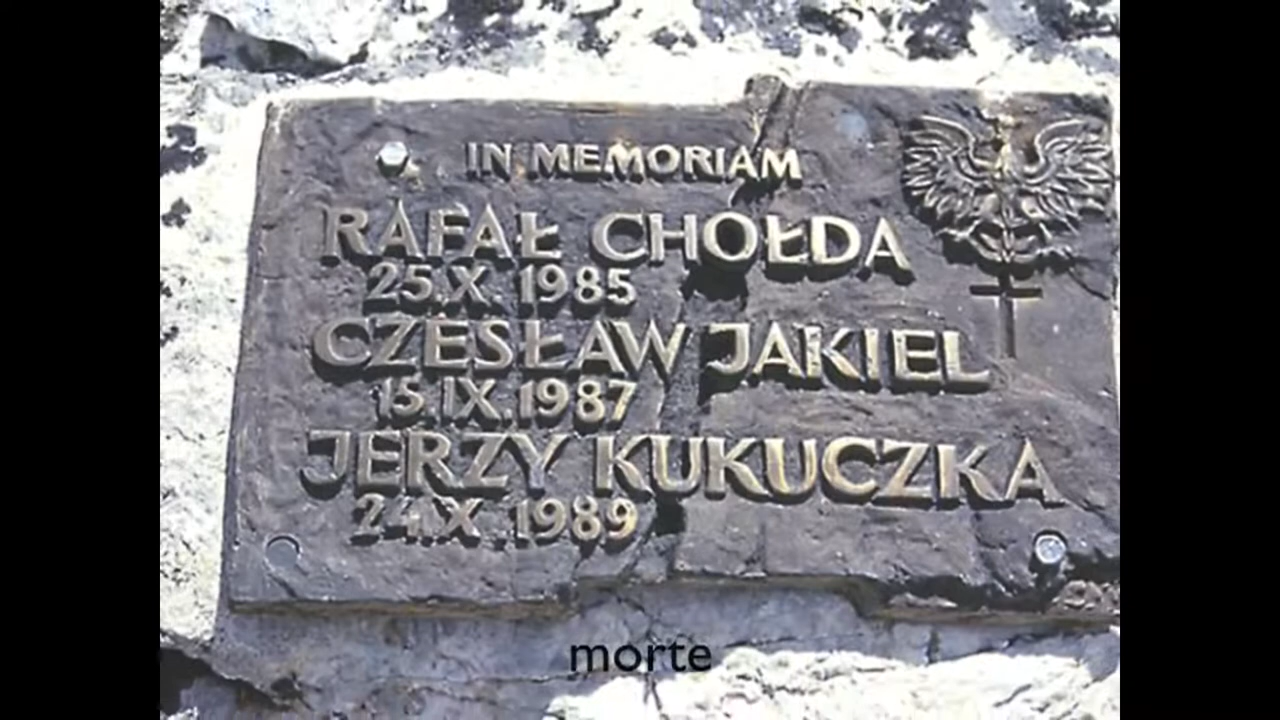 IN MEMORIAM
RAFAŁ CHOŁDA
25.X. 1985
CZESŁAW JAKIEL
15.IX.1987
JERZY KUKUCZKA
24.X 1989
morte